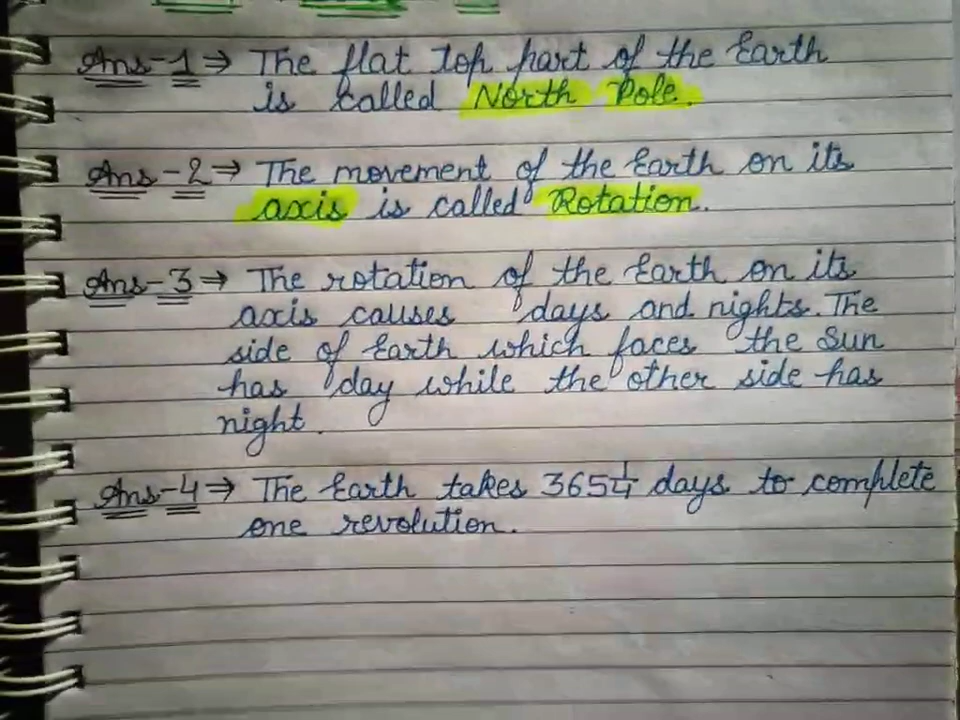 Ans-1⇒ The flat top part of the Earth
is called North Pole.
Ans-2⇒ The movement of the Earth on its
axis is called Rotation.
Ans-3⇒ The rotation of the Earth on its
axis causes days and nights. The
side of Earth which faces the Sun
has day while the other side has
night.
Ans-4⇒ The Earth takes 365 1/4 days to complete
one revolution.